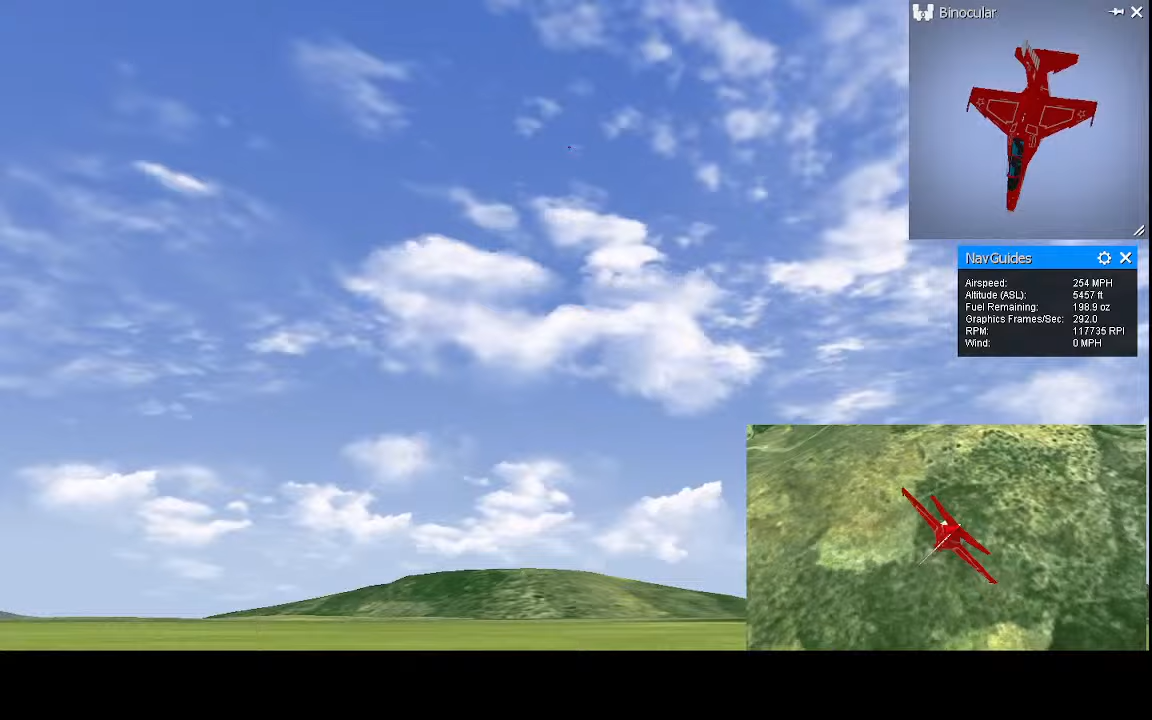 Binocular
NavGuides
Airspeed: 254 MPH
Altitude (ASL): 5457 ft
Fuel Remaining: 198.9 oz
Graphics Frames/Sec: 292.0
RPM: 117735 RPI
Wind: 0 MPH